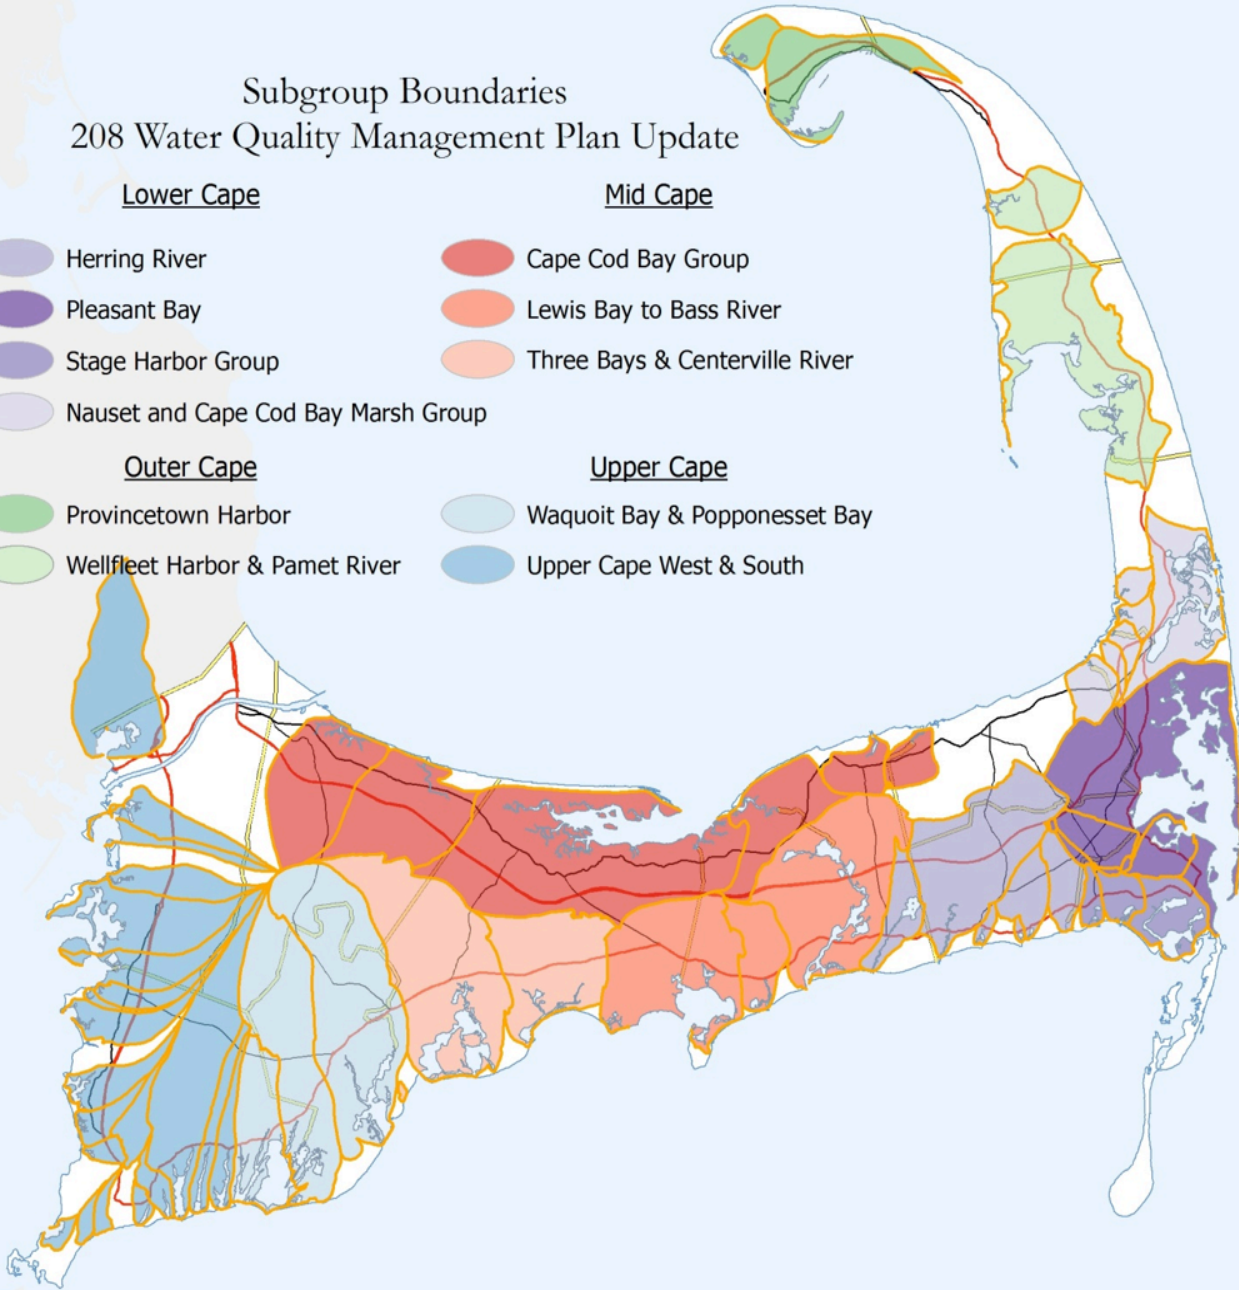 Subgroup Boundaries
208 Water Quality Management Plan Update
Lower Cape
Herring River
Pleasant Bay
Stage Harbor Group
Nauset and Cape Cod Bay Marsh Group
Mid Cape
Cape Cod Bay Group
Lewis Bay to Bass River
Three Bays & Centerville River
Outer Cape
Provincetown Harbor
Wellfleet Harbor & Pamet River
Upper Cape
Waquoit Bay & Popponesset Bay
Upper Cape West & South